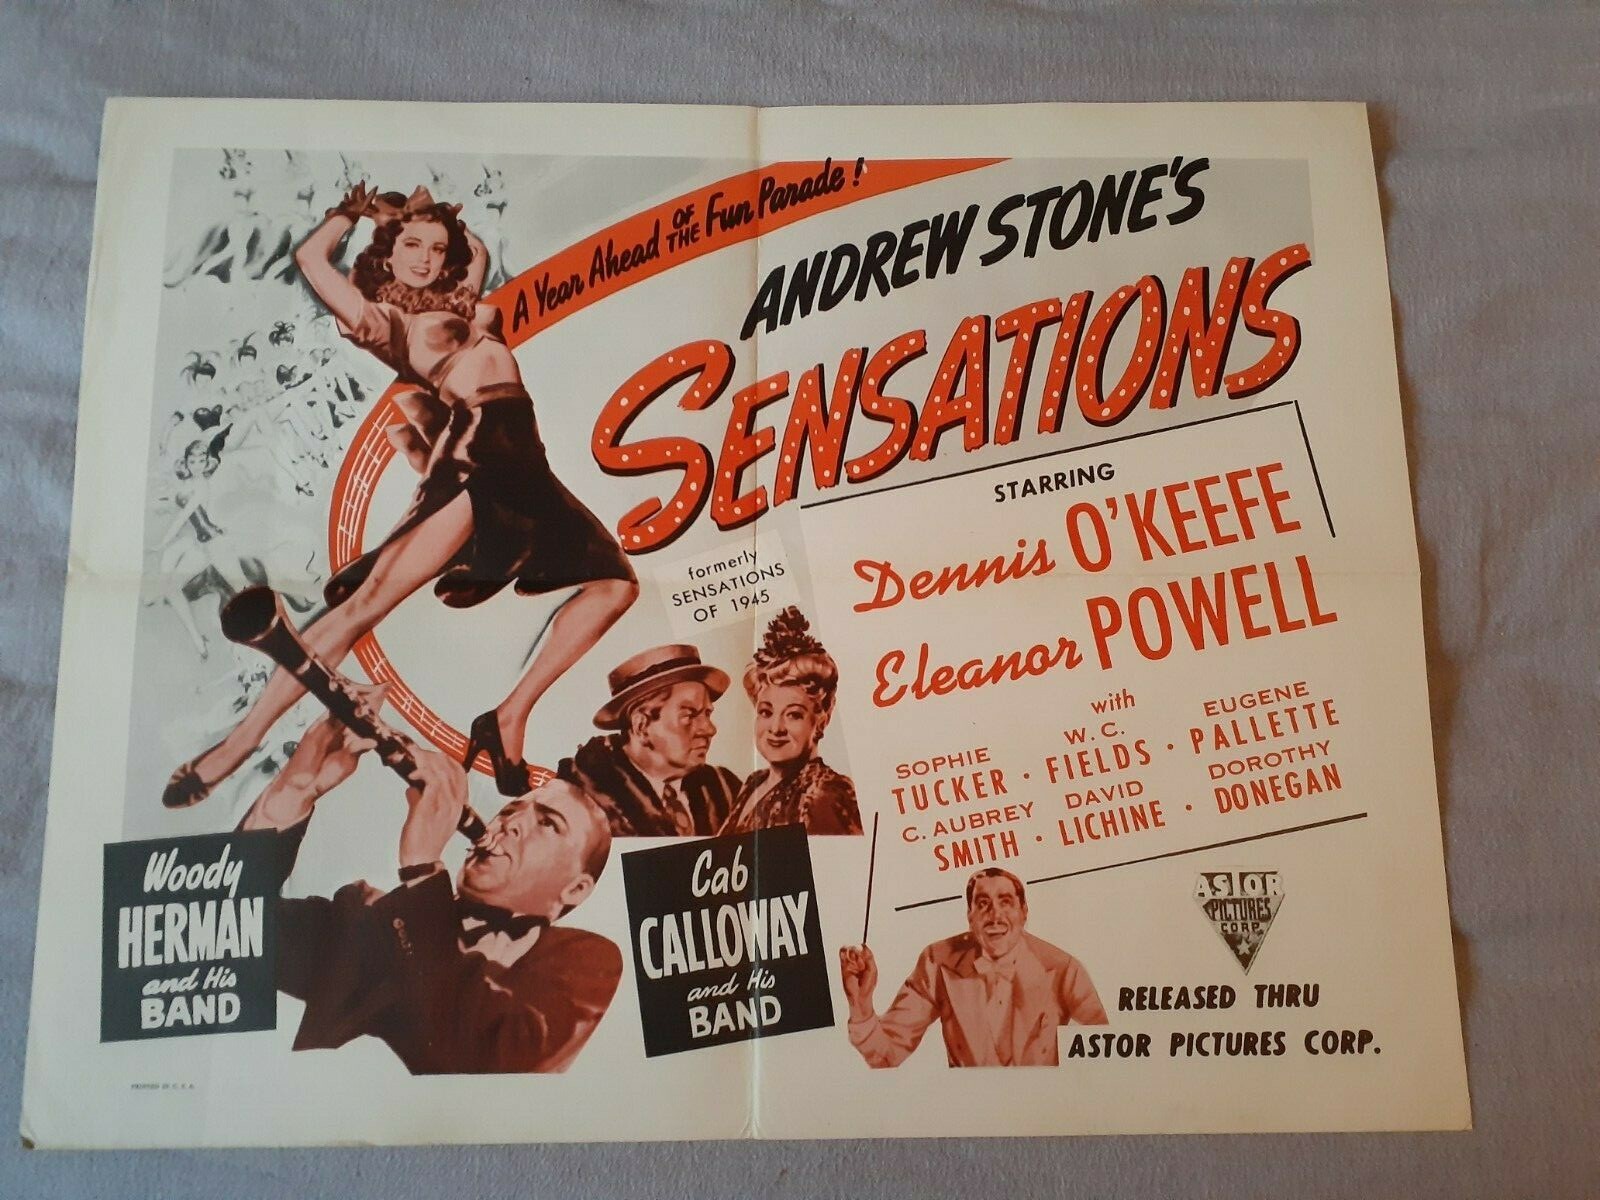 A Year Ahead OF THE Fun Parade!
ANDREW STONE'S
SENSATIONS
formerly
SENSATIONS
OF 1945
STARRING
Dennis O'KEEFE
Eleanor POWELL
with
SOPHIE TUCKER · W. C. FIELDS · EUGENE PALLETTE
C. AUBREY SMITH · DAVID LICHINE · DOROTHY DONEGAN
Woody
HERMAN
and His
BAND
Cab
CALLOWAY
and His
BAND
ASTOR
PICTURES
CORP.
RELEASED THRU
ASTOR PICTURES CORP.
PRINTED IN U. S. A.